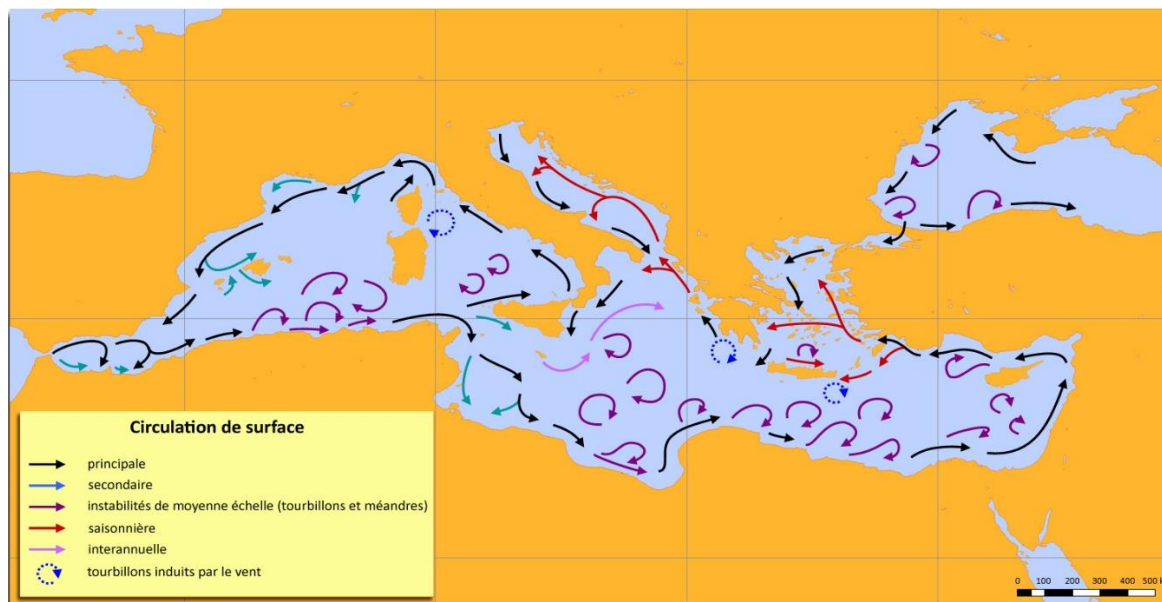 Circulation de surface
principale
secondaire
instabilités de moyenne échelle (tourbillons et méandres)
saisonnière
interannuelle
tourbillons induits par le vent
0 100 200 300 400 500 k